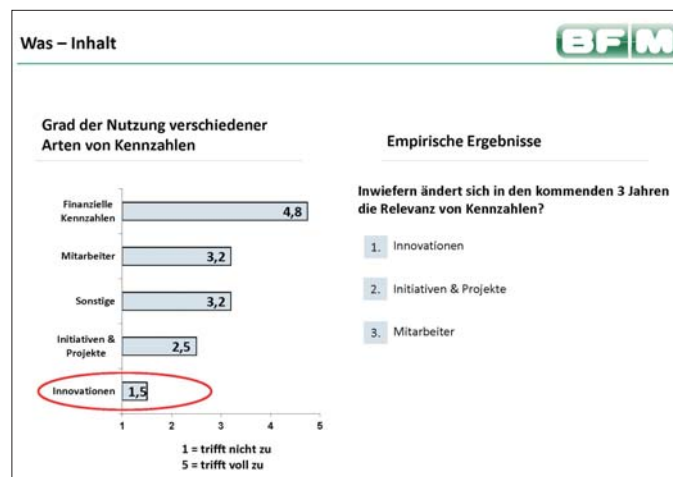 Was – Inhalt
BFM
Grad der Nutzung verschiedener
Arten von Kennzahlen
Finanzielle
Kennzahlen
4,8
Mitarbeiter
3,2
Sonstige
3,2
Initiativen &
Projekte
2,5
Innovationen
1,5
1 2 3 4 5
1 = trifft nicht zu
5 = trifft voll zu
Empirische Ergebnisse
Inwiefern ändert sich in den kommenden 3 Jahren
die Relevanz von Kennzahlen?
1. Innovationen
2. Initiativen & Projekte
3. Mitarbeiter